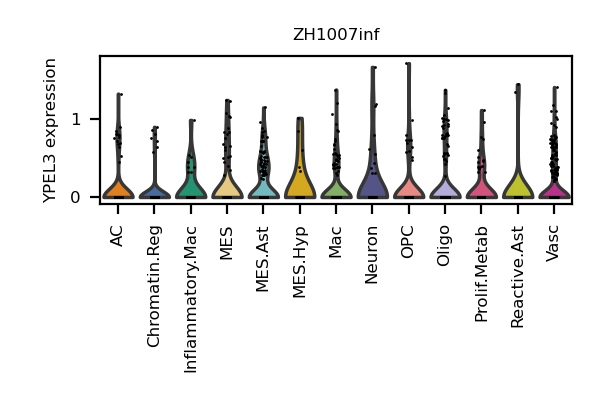 ZH1007inf
YPEL3 expression
1
0
AC
Chromatin.Reg
Inflammatory.Mac
MES
MES.Ast
MES.Hyp
Mac
Neuron
OPC
Oligo
Prolif.Metab
Reactive.Ast
Vasc